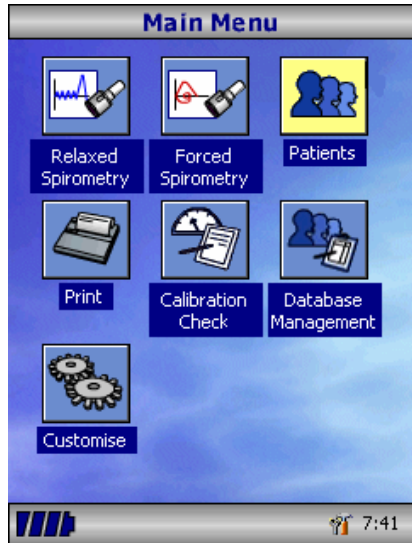 Main Menu
Relaxed
Spirometry
Forced
Spirometry
Patients
Print
Calibration
Check
Database
Management
Customise
7:41